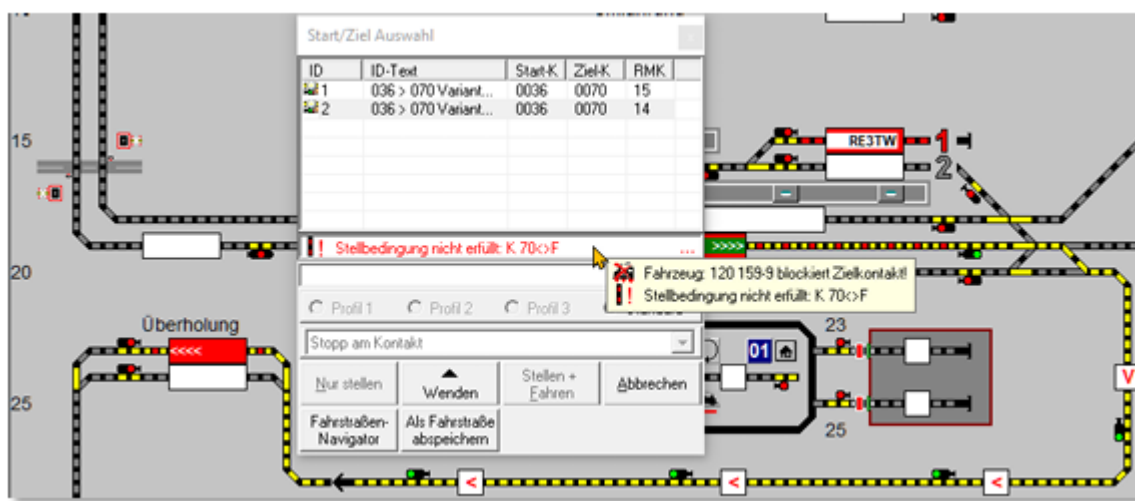 Start/Ziel Auswahl
ID ID-Text Start-K Ziel-K RMK
1 036 > 070 Variant... 0036 0070 15
2 036 > 070 Variant... 0036 0070 14
15
RE3TW 1
2
! Stellbedingung nicht erfüllt: K 70<>F ...
>>>>
20
Fahrzeug: 120 159-9 blockiert Zielkontakt!
! Stellbedingung nicht erfüllt: K 70<>F
Profil 1 Profil 2 Profil 3
Überholung
<<<<
Stopp am Kontakt
01
23
Nur stellen Wenden Stellen + Fahren Abbrechen
V
25
Fahrstraßen-Navigator Als Fahrstraße abspeichern
25
< < <